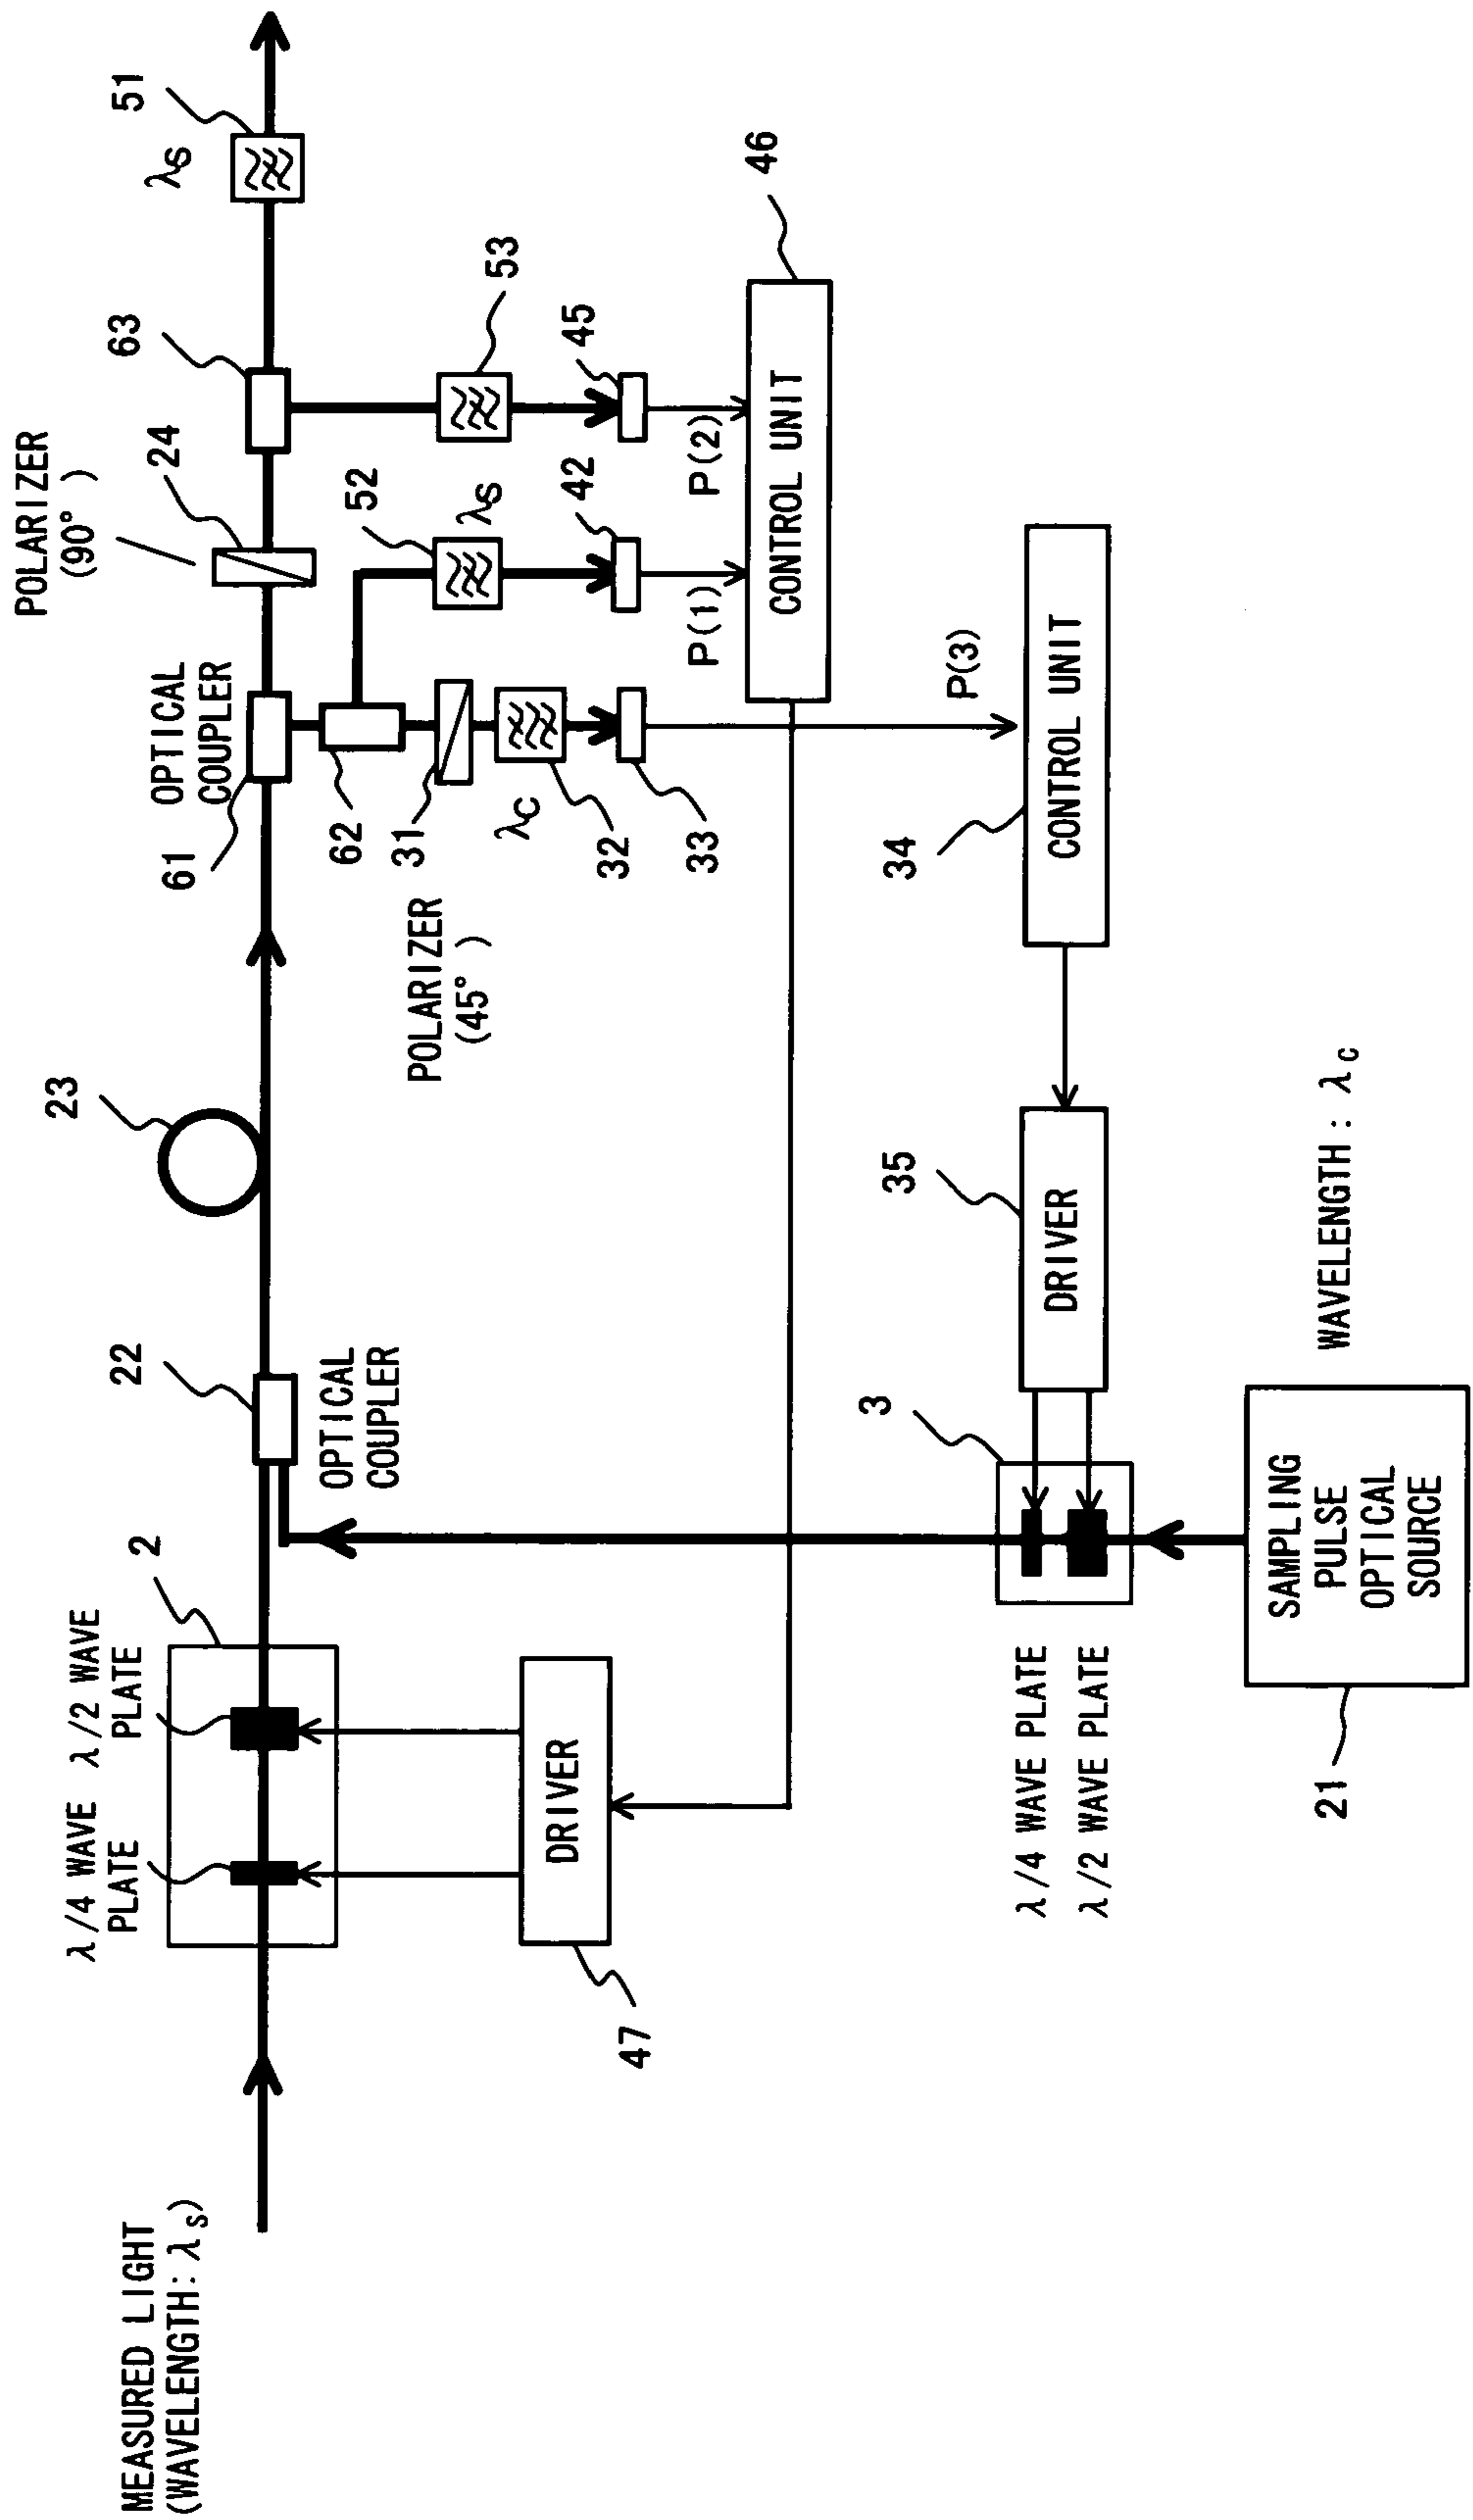 MEASURED LIGHT
(WAVELENGTH: λs)
λ/4 WAVE
PLATE
λ/2 WAVE
PLATE
2
22
23
61
OPTICAL
COUPLER
POLARIZER
(90°)
24
63
λs
51
OPTICAL
COUPLER
62
52
λs
53
31
POLARIZER
(45°)
λc
32
33
42
45
47
DRIVER
P(1)
P(2)
CONTROL UNIT
46
P(3)
3
35
34
λ/4 WAVE PLATE
λ/2 WAVE PLATE
DRIVER
CONTROL UNIT
21
SAMPLING
PULSE
OPTICAL
SOURCE
WAVELENGTH: λc